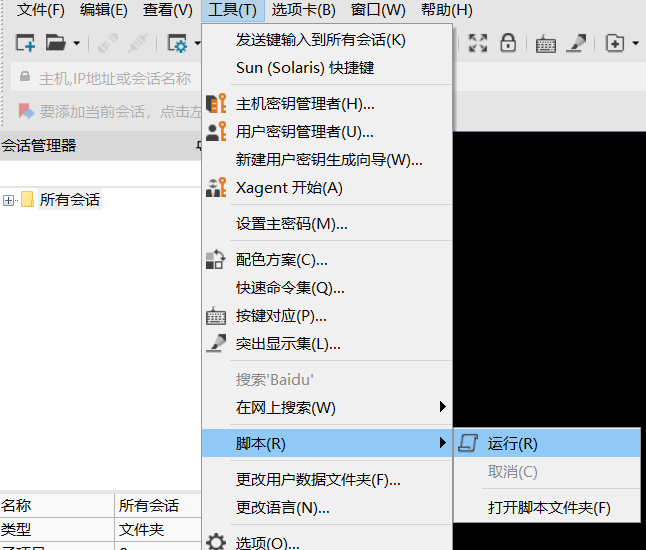 文件(F) 编辑(E) 查看(V) 工具(T) 选项卡(B) 窗口(W) 帮助(H)
主机,IP地址或会话名称
要添加当前会话，点击左
会话管理器
所有会话
发送键输入到所有会话(K)
Sun (Solaris) 快捷键
主机密钥管理者(H)...
用户密钥管理者(U)...
新建用户密钥生成向导(W)...
Xagent 开始(A)
设置主密码(M)...
配色方案(C)...
快速命令集(Q)...
按键对应(P)...
突出显示集(L)...
搜索'Baidu'
在网上搜索(W)
脚本(R)
更改用户数据文件夹(F)...
更改语言(N)...
选项(O)...
运行(R)
取消(C)
打开脚本文件夹(F)
名称 所有会话
类型 文件夹